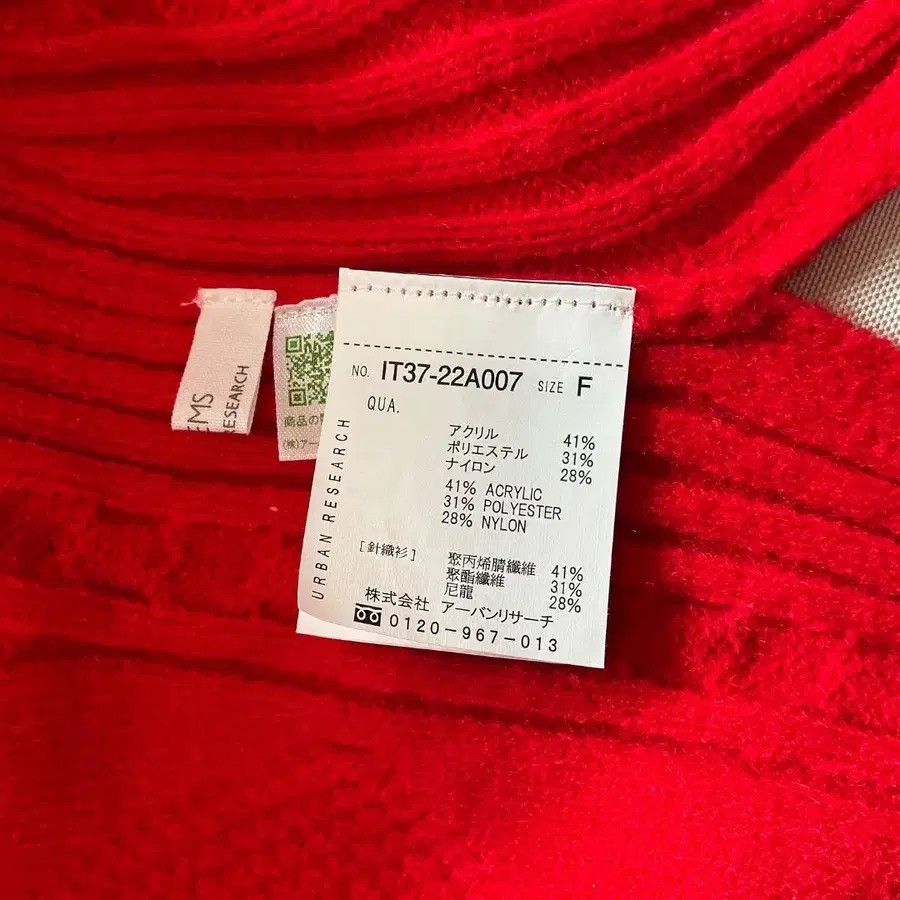 EMS
RESEARCH
商品の
(株)アー
URBAN RESEARCH
NO. IT37-22A007 SIZE F
QUA.
アクリル 41%
ポリエステル 31%
ナイロン 28%
41% ACRYLIC
31% POLYESTER
28% NYLON
[針織衫]
聚丙烯腈纖維 41%
聚酯纖維 31%
尼龍 28%
株式会社 アーバンリサーチ
0120-967-013